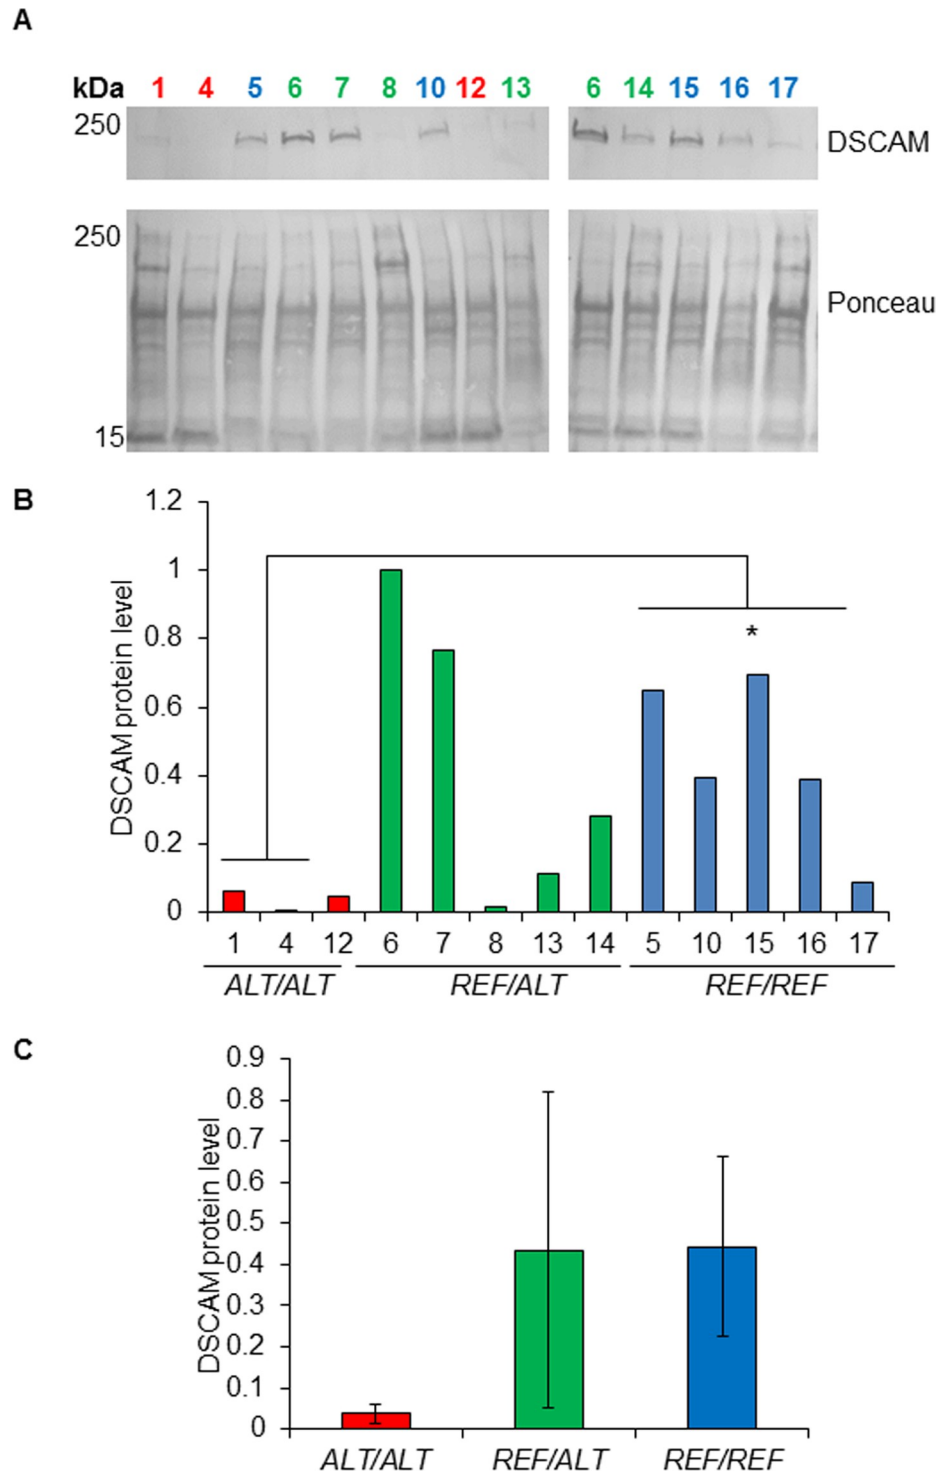 A
kDa 1 4 5 6 7 8 10 12 13 6 14 15 16 17
250
DSCAM
250
Ponceau
15
B
DSCAM protein level
1.2
1
0.8
0.6
0.4
0.2
0
*
1 4 12 6 7 8 13 14 5 10 15 16 17
ALT/ALT REF/ALT REF/REF
C
DSCAM protein level
0.9
0.8
0.7
0.6
0.5
0.4
0.3
0.2
0.1
0
ALT/ALT REF/ALT REF/REF